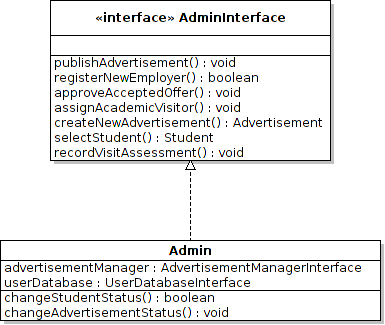 «interface» AdminInterface
publishAdvertisement() : void
registerNewEmployer() : boolean
approveAcceptedOffer() : void
assignAcademicVisitor() : void
createNewAdvertisement() : Advertisement
selectStudent() : Student
recordVisitAssessment() : void
Admin
advertisementManager : AdvertisementManagerInterface
userDatabase : UserDatabaseInterface
changeStudentStatus() : boolean
changeAdvertisementStatus() : void